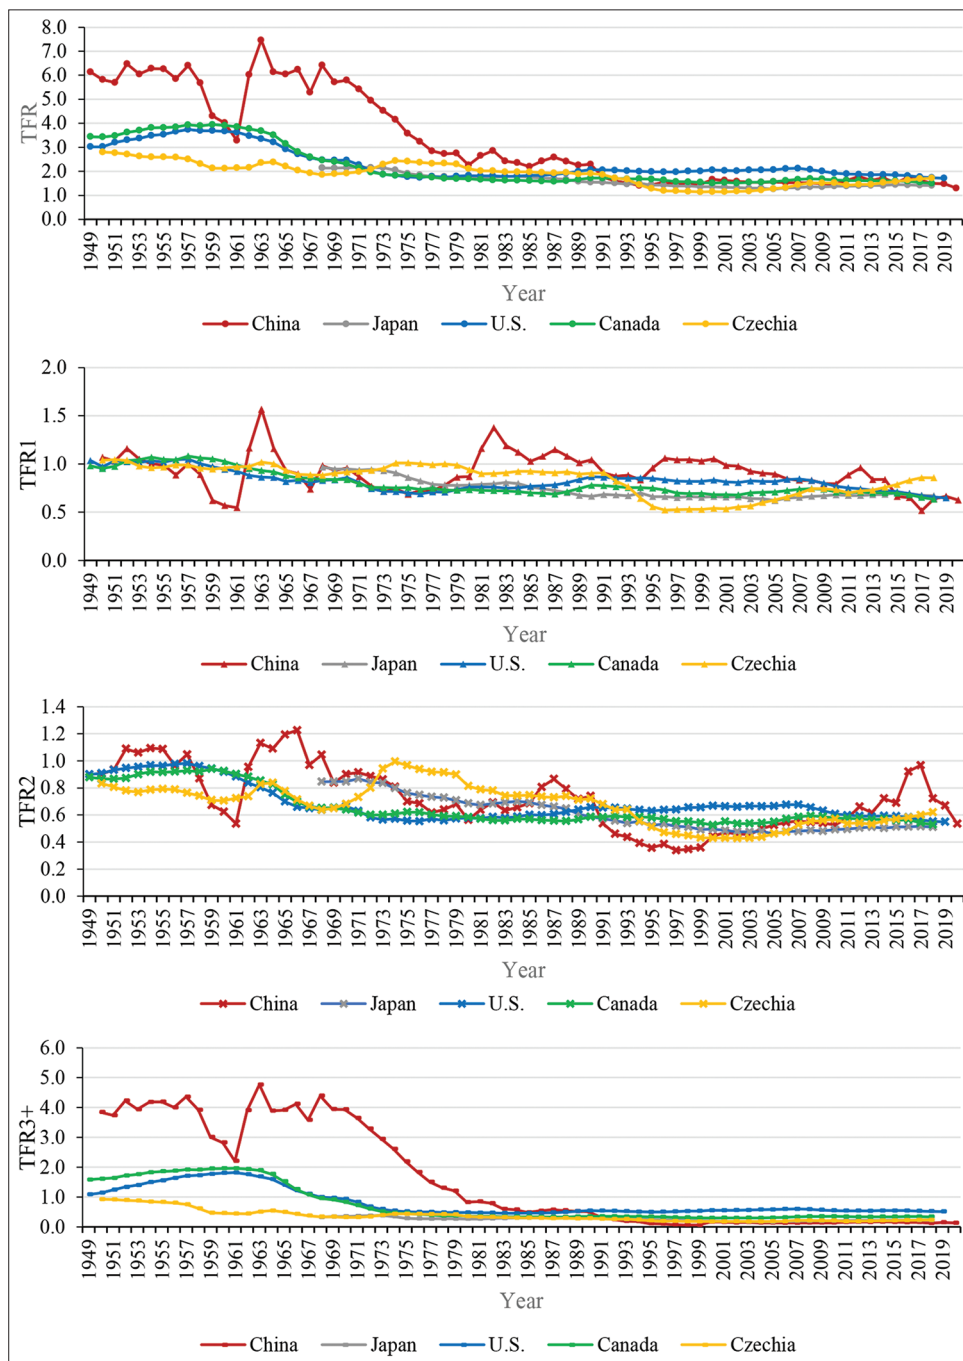 8.0
7.0
6.0
5.0
4.0
3.0
2.0
1.0
0.0
TFR
1949 1951 1953 1955 1957 1959 1961 1963 1965 1967 1969 1971 1973 1975 1977 1979 1981 1983 1985 1987 1989 1991 1993 1995 1997 1999 2001 2003 2005 2007 2009 2011 2013 2015 2017 2019
Year
China Japan U.S. Canada Czechia
2.0
1.5
1.0
0.5
0.0
TFR1
1949 1951 1953 1955 1957 1959 1961 1963 1965 1967 1969 1971 1973 1975 1977 1979 1981 1983 1985 1987 1989 1991 1993 1995 1997 1999 2001 2003 2005 2007 2009 2011 2013 2015 2017 2019
Year
China Japan U.S. Canada Czechia
1.4
1.2
1.0
0.8
0.6
0.4
0.2
0.0
TFR2
1949 1951 1953 1955 1957 1959 1961 1963 1965 1967 1969 1971 1973 1975 1977 1979 1981 1983 1985 1987 1989 1991 1993 1995 1997 1999 2001 2003 2005 2007 2009 2011 2013 2015 2017 2019
Year
China Japan U.S. Canada Czechia
6.0
5.0
4.0
3.0
2.0
1.0
0.0
TFR3+
1949 1951 1953 1955 1957 1959 1961 1963 1965 1967 1969 1971 1973 1975 1977 1979 1981 1983 1985 1987 1989 1991 1993 1995 1997 1999 2001 2003 2005 2007 2009 2011 2013 2015 2017 2019
Year
China Japan U.S. Canada Czechia